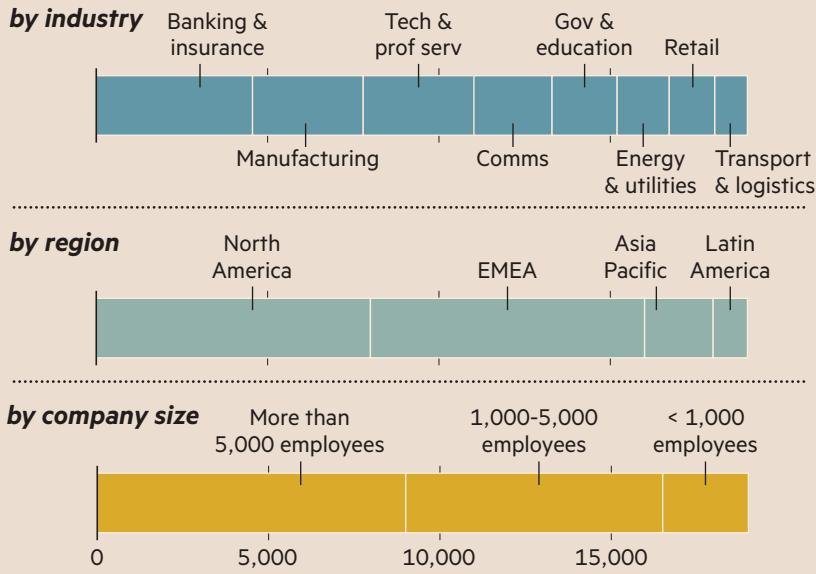 by industry
Banking &
insurance
Tech &
prof serv
Gov &
education
Retail
Manufacturing
Comms
Energy
& utilities
Transport
& logistics
by region
North
America
EMEA
Asia
Pacific
Latin
America
by company size
More than
5,000 employees
1,000-5,000
employees
< 1,000
employees
0
5,000
10,000
15,000